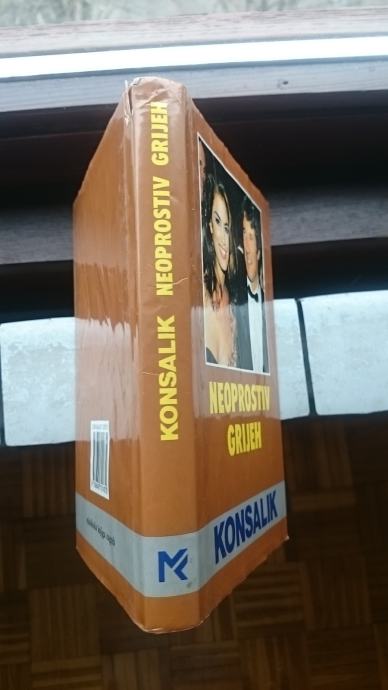 KONSALIK NEOPROSTIV GRIJEH
NEOPROSTIV
GRIJEH
KONSALIK
MK